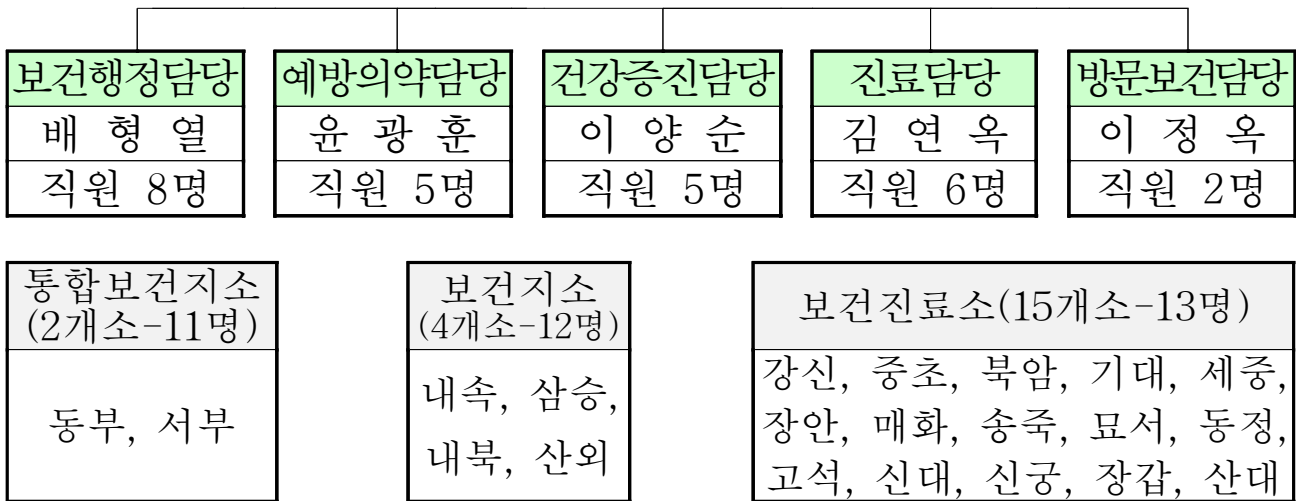 보건행정담당
배 형 열
직원 8명
예방의약담당
윤 광 훈
직원 5명
건강증진담당
이 양 순
직원 5명
진료담당
김 연 옥
직원 6명
방문보건담당
이 정 옥
직원 2명
통합보건지소
(2개소-11명)
동부, 서부
보건지소
(4개소-12명)
내속, 삼승,
내북, 산외
보건진료소(15개소-13명)
강신, 중초, 북암, 기대, 세중,
장안, 매화, 송죽, 묘서, 동정,
고석, 신대, 신궁, 장갑, 산대